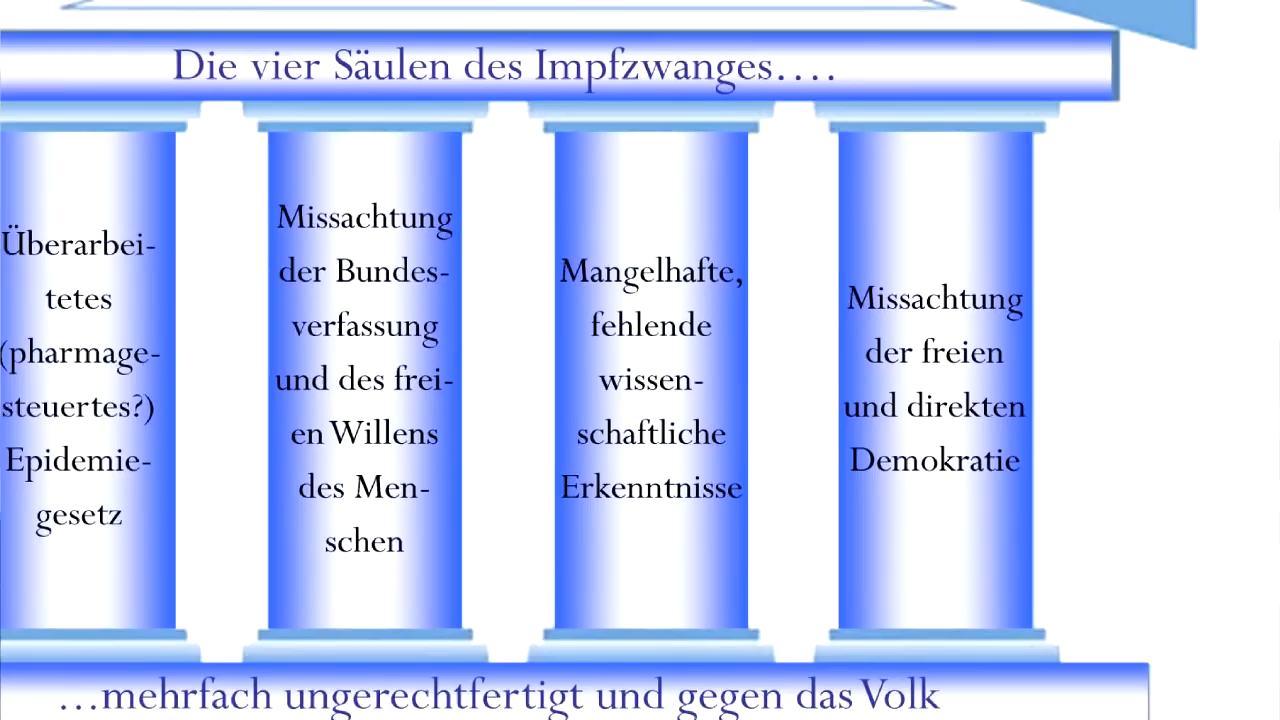 Die vier Säulen des Impfzwanges….
Überarbei-
tetes
(pharmage-
steuertes?)
Epidemie-
gesetz
Missachtung
der Bundes-
verfassung
und des frei-
en Willens
des Men-
schen
Mangelhafte,
fehlende
wissen-
schaftliche
Erkenntnisse
Missachtung
der freien
und direkten
Demokratie
…mehrfach ungerechtfertigt und gegen das Volk